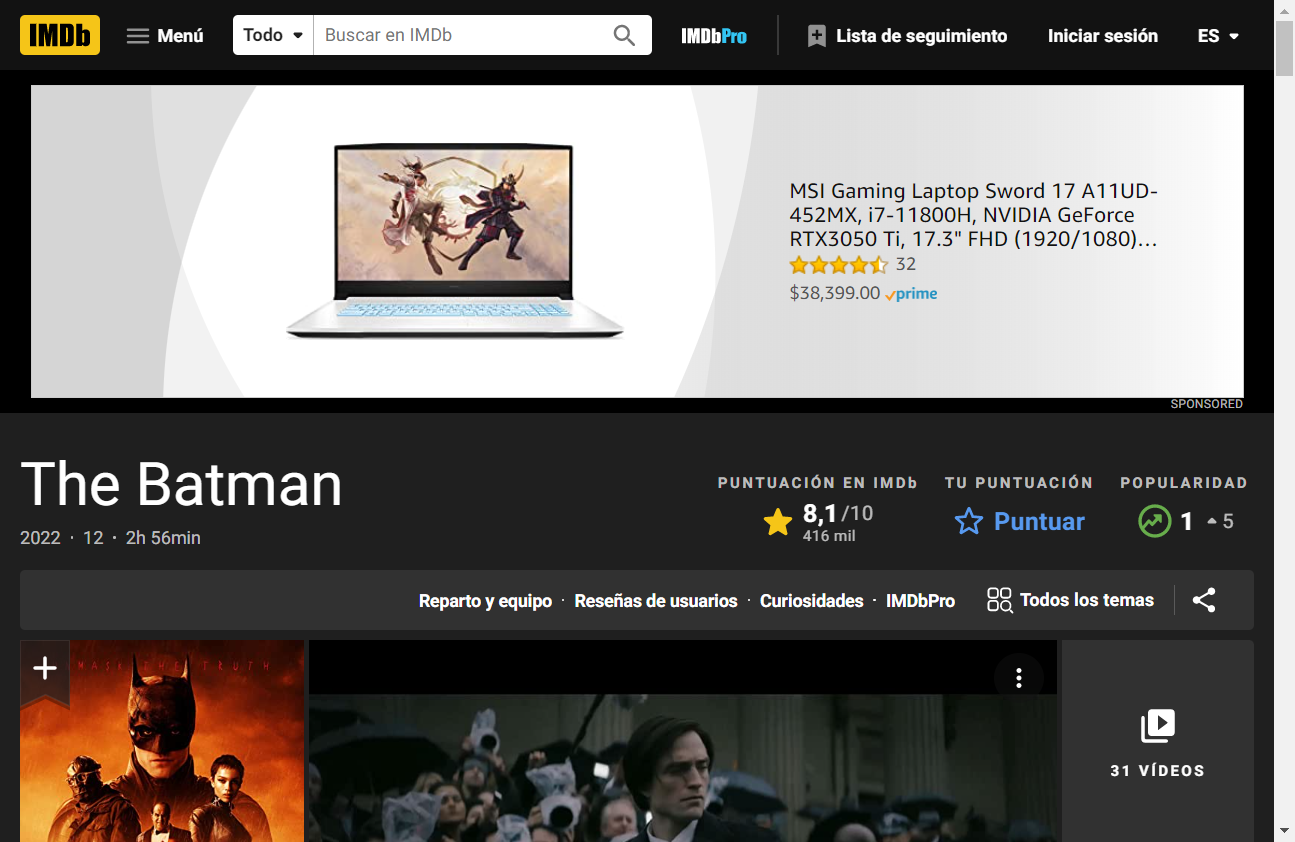 IMDb Menú Todo Buscar en IMDb IMDbPro Lista de seguimiento Iniciar sesión ES
MSI Gaming Laptop Sword 17 A11UD-
452MX, i7-11800H, NVIDIA GeForce
RTX3050 Ti, 17.3" FHD (1920/1080)…
32
$38,399.00 prime
SPONSORED
The Batman
2022 · 12 · 2h 56min
PUNTUACIÓN EN IMDb TU PUNTUACIÓN POPULARIDAD
8,1/10 Puntuar 1 5
416 mil
Reparto y equipo · Reseñas de usuarios · Curiosidades · IMDbPro Todos los temas
MASK THE TRUTH
31 VÍDEOS